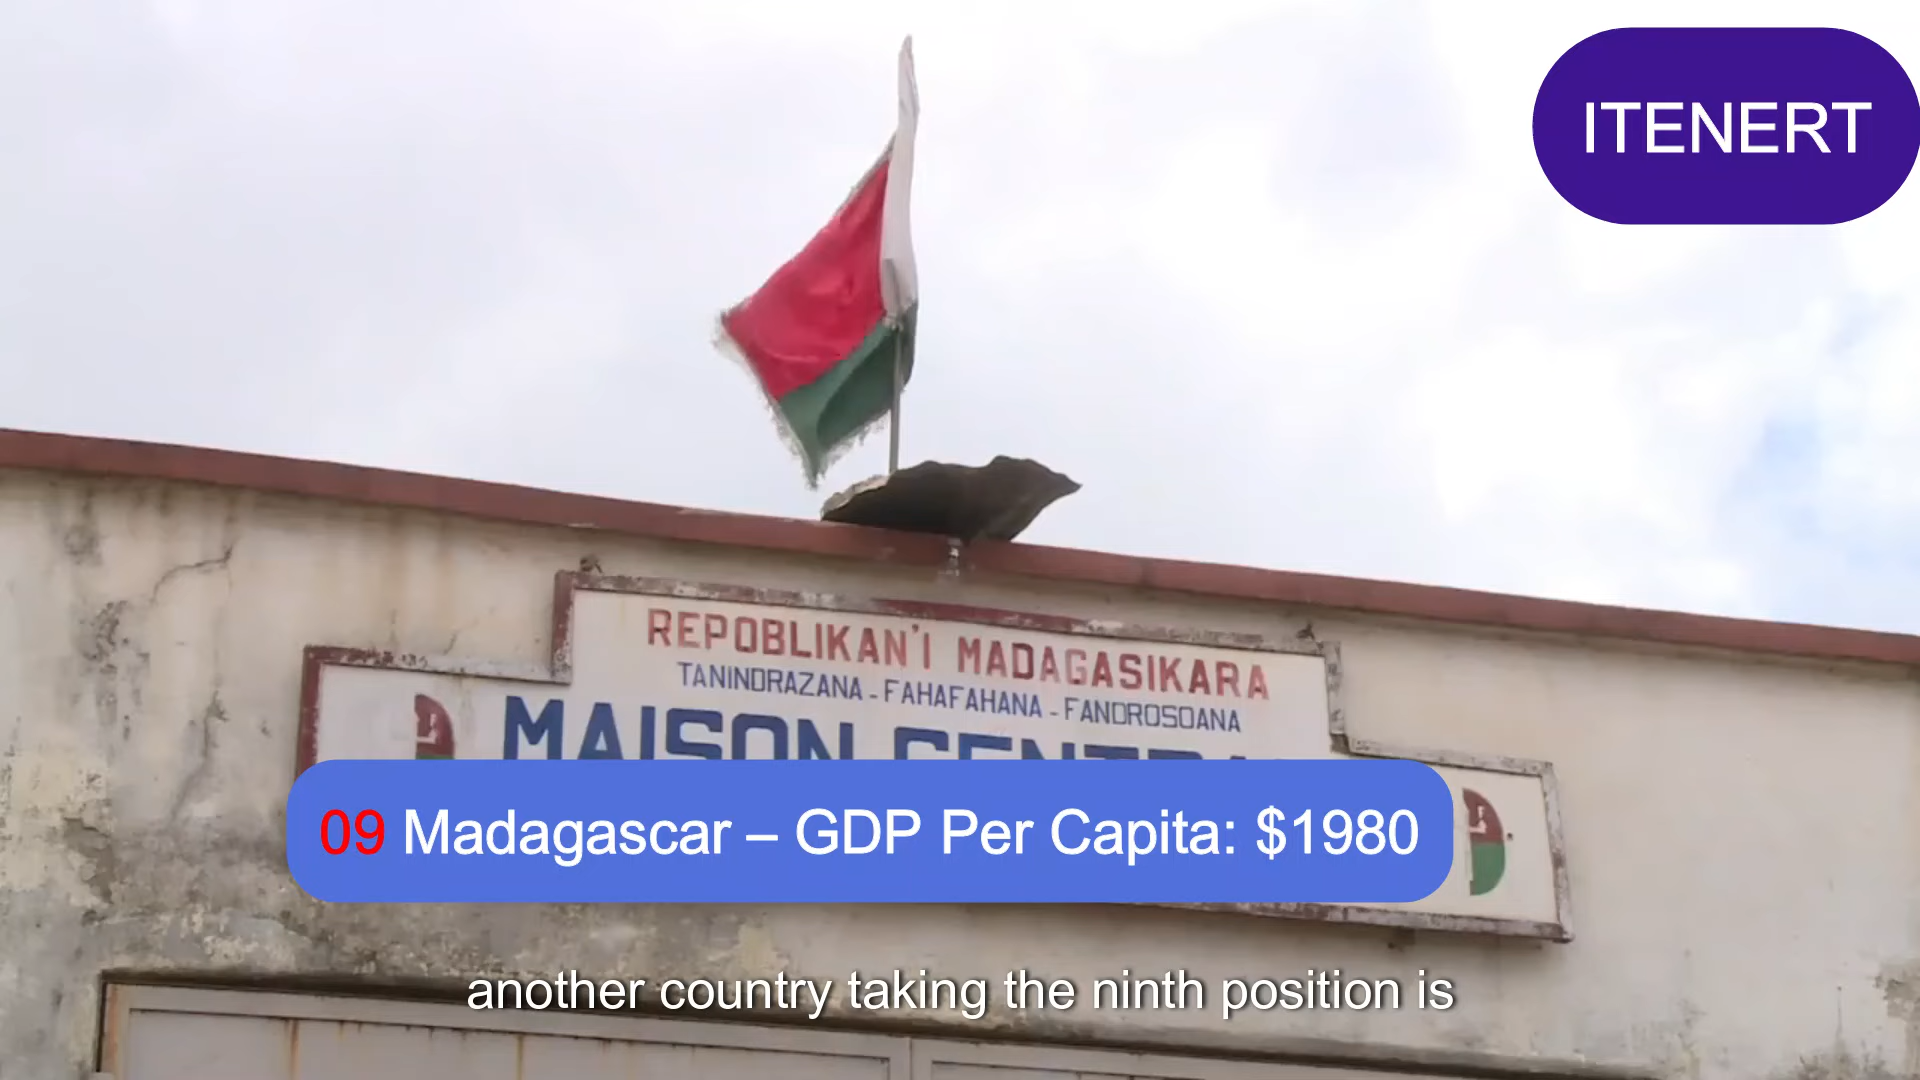 ITENERT
REPOBLIKAN'I MADAGASIKARA
TANINDRAZANA - FAHAFAHANA - FANDROSOANA
MAISON
09 Madagascar – GDP Per Capita: $1980
another country taking the ninth position is